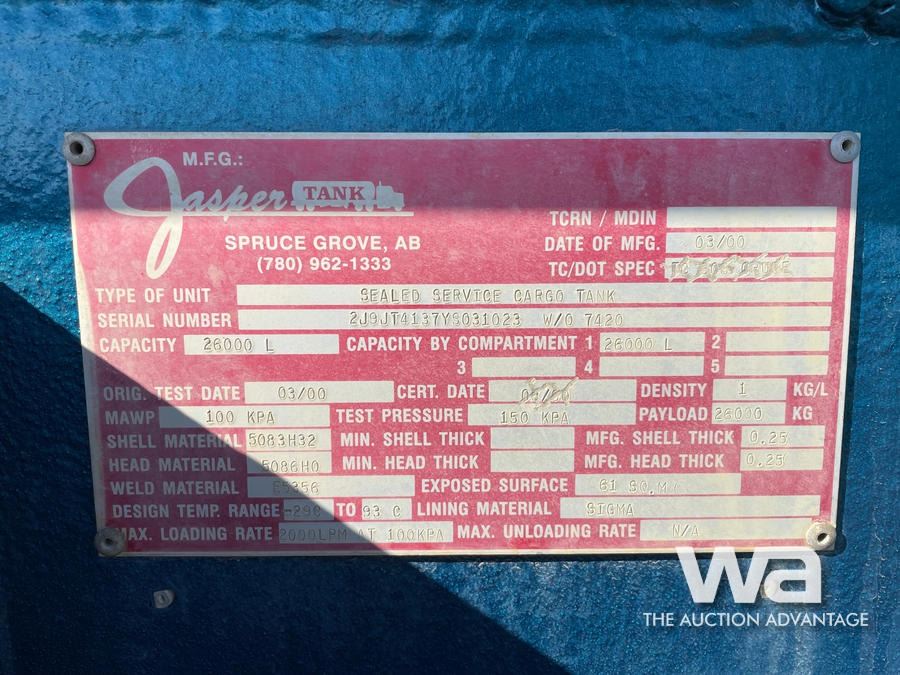 M.F.G.:
Jasper TANK
SPRUCE GROVE, AB
(780) 962-1333
TCRN / MDIN
DATE OF MFG. 03/00
TC/DOT SPEC
TYPE OF UNIT SEALED SERVICE CARGO TANK
SERIAL NUMBER 2J9JT4137YS031023 W/O 7420
CAPACITY 26000 L CAPACITY BY COMPARTMENT 1 26000 L 2
3 4 5
ORIG. TEST DATE 03/00 CERT. DATE DENSITY 1 KG/L
MAWP 100 KPA TEST PRESSURE 150 KPA PAYLOAD 26000 KG
SHELL MATERIAL 5083H32 MIN. SHELL THICK MFG. SHELL THICK 0.25
HEAD MATERIAL 5086H0 MIN. HEAD THICK MFG. HEAD THICK 0.25
WELD MATERIAL E5356 EXPOSED SURFACE 61 SQ.M
DESIGN TEMP. RANGE -29C TO 93 C LINING MATERIAL SIGMA
MAX. LOADING RATE 2000LPM AT 100KPA MAX. UNLOADING RATE N/A
wa
THE AUCTION ADVANTAGE